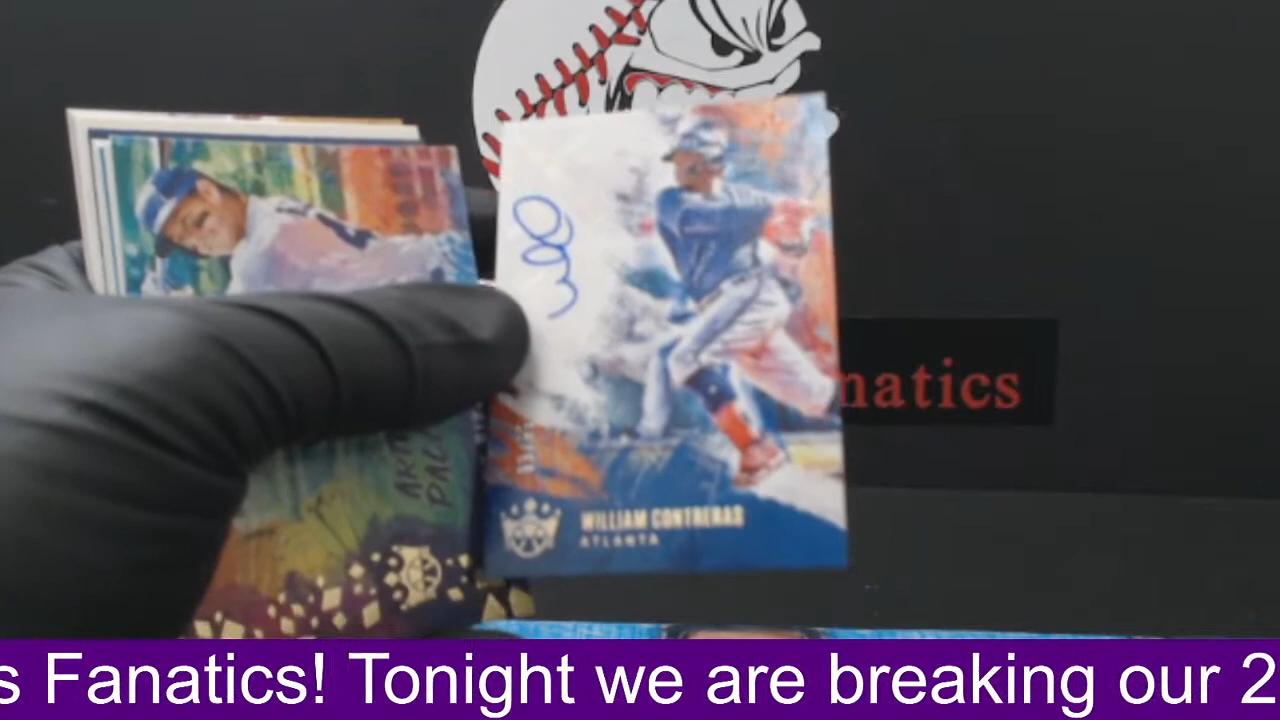 natics
WILLIAM CONTRERAS
ATLANTA
s Fanatics! Tonight we are breaking our 2